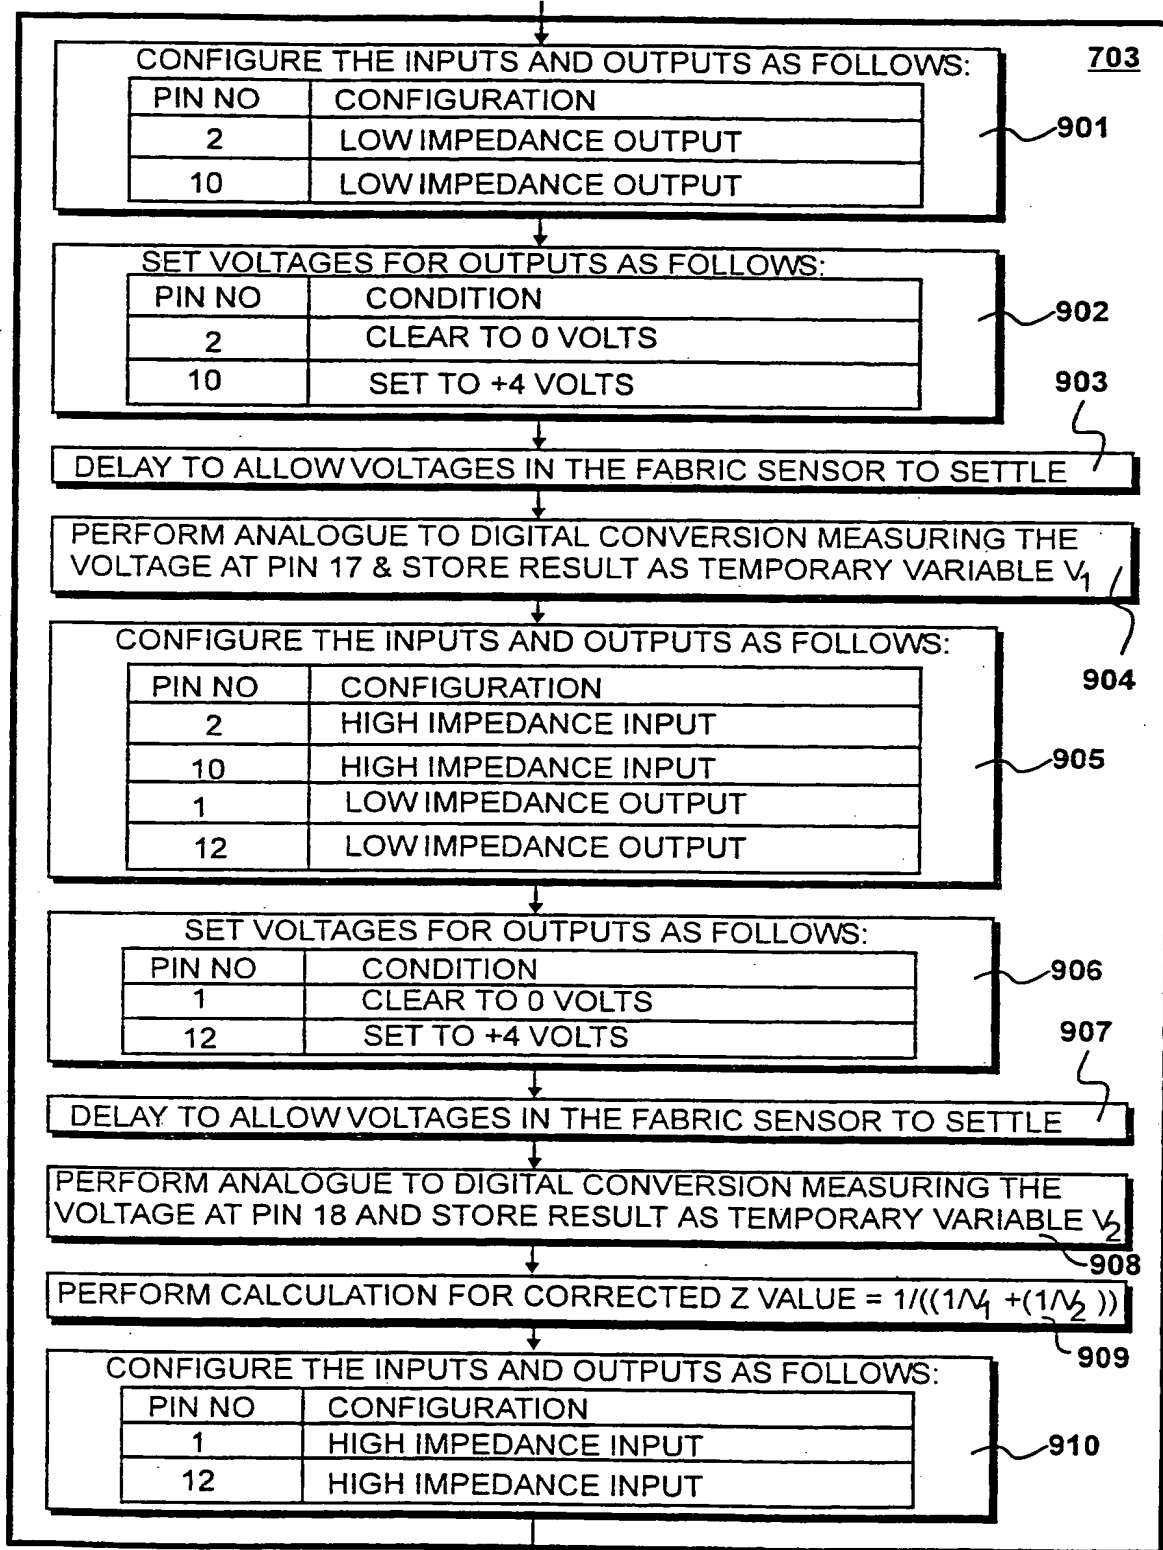 CONFIGURE THE INPUTS AND OUTPUTS AS FOLLOWS:
703
PIN NO CONFIGURATION
2 LOW IMPEDANCE OUTPUT
901
10 LOW IMPEDANCE OUTPUT
SET VOLTAGES FOR OUTPUTS AS FOLLOWS:
PIN NO CONDITION
902
2 CLEAR TO 0 VOLTS
10 SET TO +4 VOLTS
903
DELAY TO ALLOW VOLTAGES IN THE FABRIC SENSOR TO SETTLE
PERFORM ANALOGUE TO DIGITAL CONVERSION MEASURING THE
VOLTAGE AT PIN 17 & STORE RESULT AS TEMPORARY VARIABLE V1
904
CONFIGURE THE INPUTS AND OUTPUTS AS FOLLOWS:
PIN NO CONFIGURATION
2 HIGH IMPEDANCE INPUT
10 HIGH IMPEDANCE INPUT
905
1 LOW IMPEDANCE OUTPUT
12 LOW IMPEDANCE OUTPUT
SET VOLTAGES FOR OUTPUTS AS FOLLOWS:
PIN NO CONDITION
906
1 CLEAR TO 0 VOLTS
12 SET TO +4 VOLTS
907
DELAY TO ALLOW VOLTAGES IN THE FABRIC SENSOR TO SETTLE
PERFORM ANALOGUE TO DIGITAL CONVERSION MEASURING THE
VOLTAGE AT PIN 18 AND STORE RESULT AS TEMPORARY VARIABLE V2
908
PERFORM CALCULATION FOR CORRECTED Z VALUE = 1/((1/V1 +(1/V2 ))
909
CONFIGURE THE INPUTS AND OUTPUTS AS FOLLOWS:
PIN NO CONFIGURATION
1 HIGH IMPEDANCE INPUT
910
12 HIGH IMPEDANCE INPUT